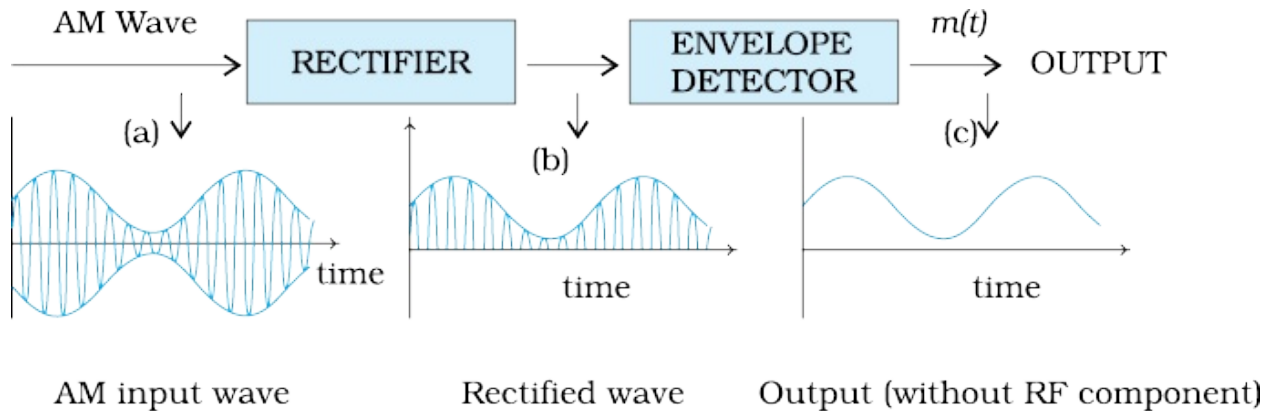 AM Wave
RECTIFIER
ENVELOPE
DETECTOR
m(t)
OUTPUT
(a)
(b)
(c)
time
time
time
AM input wave
Rectified wave
Output (without RF component)